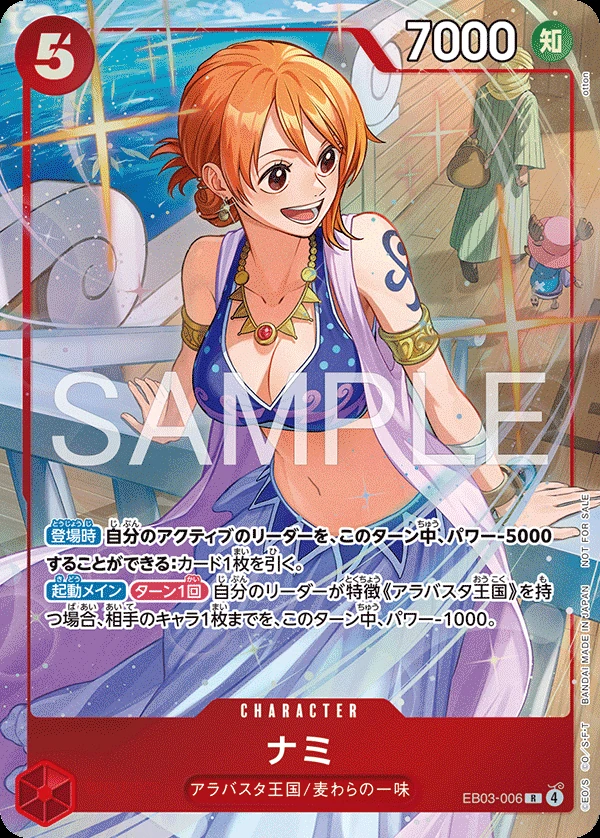 5
7000
知
otton
SAMPLE
登場時 自分のアクティブのリーダーを、このターン中、パワー-5000
することができる:カード1枚を引く。
起動メイン ターン1回 自分のリーダーが特徴《アラバスタ王国》を持
つ場合、相手のキャラ1枚までを、このターン中、パワー-1000。
CHARACTER
ナミ
アラバスタ王国/麦わらの一味
EB03-006 R 4
©EO/S ©O/S・F・T BANDAI MADE IN JAPAN NOT FOR SALE